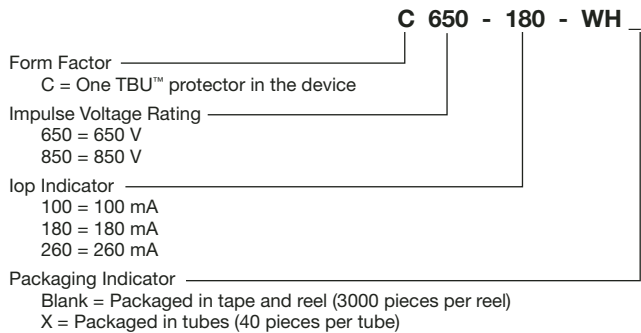 C 650 - 180 - WH _
Form Factor
C = One TBU™ protector in the device
Impulse Voltage Rating
650 = 650 V
850 = 850 V
Iop Indicator
100 = 100 mA
180 = 180 mA
260 = 260 mA
Packaging Indicator
Blank = Packaged in tape and reel (3000 pieces per reel)
X = Packaged in tubes (40 pieces per tube)